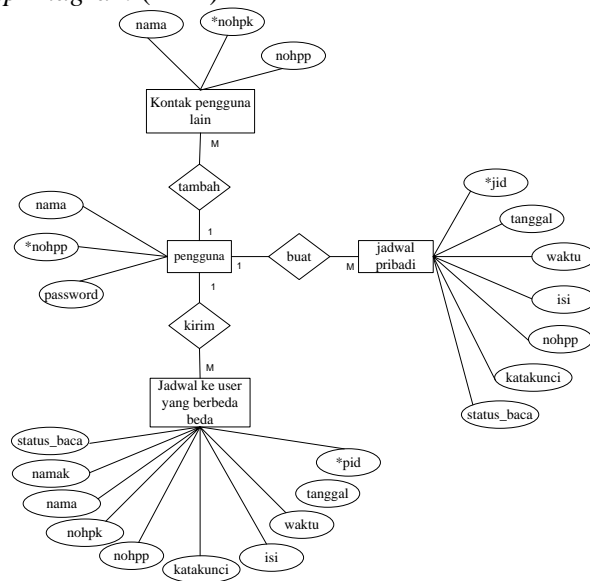 nama
*nohpk
nohpp
Kontak pengguna
lain
M
tambah
1
nama
*nohpp
password
pengguna
1
buat
M
jadwal
pribadi
*jid
tanggal
waktu
isi
nohpp
katakunci
status_baca
1
kirim
M
Jadwal ke user
yang berbeda
beda
status_baca
namak
nama
nohpk
nohpp
katakunci
isi
waktu
tanggal
*pid